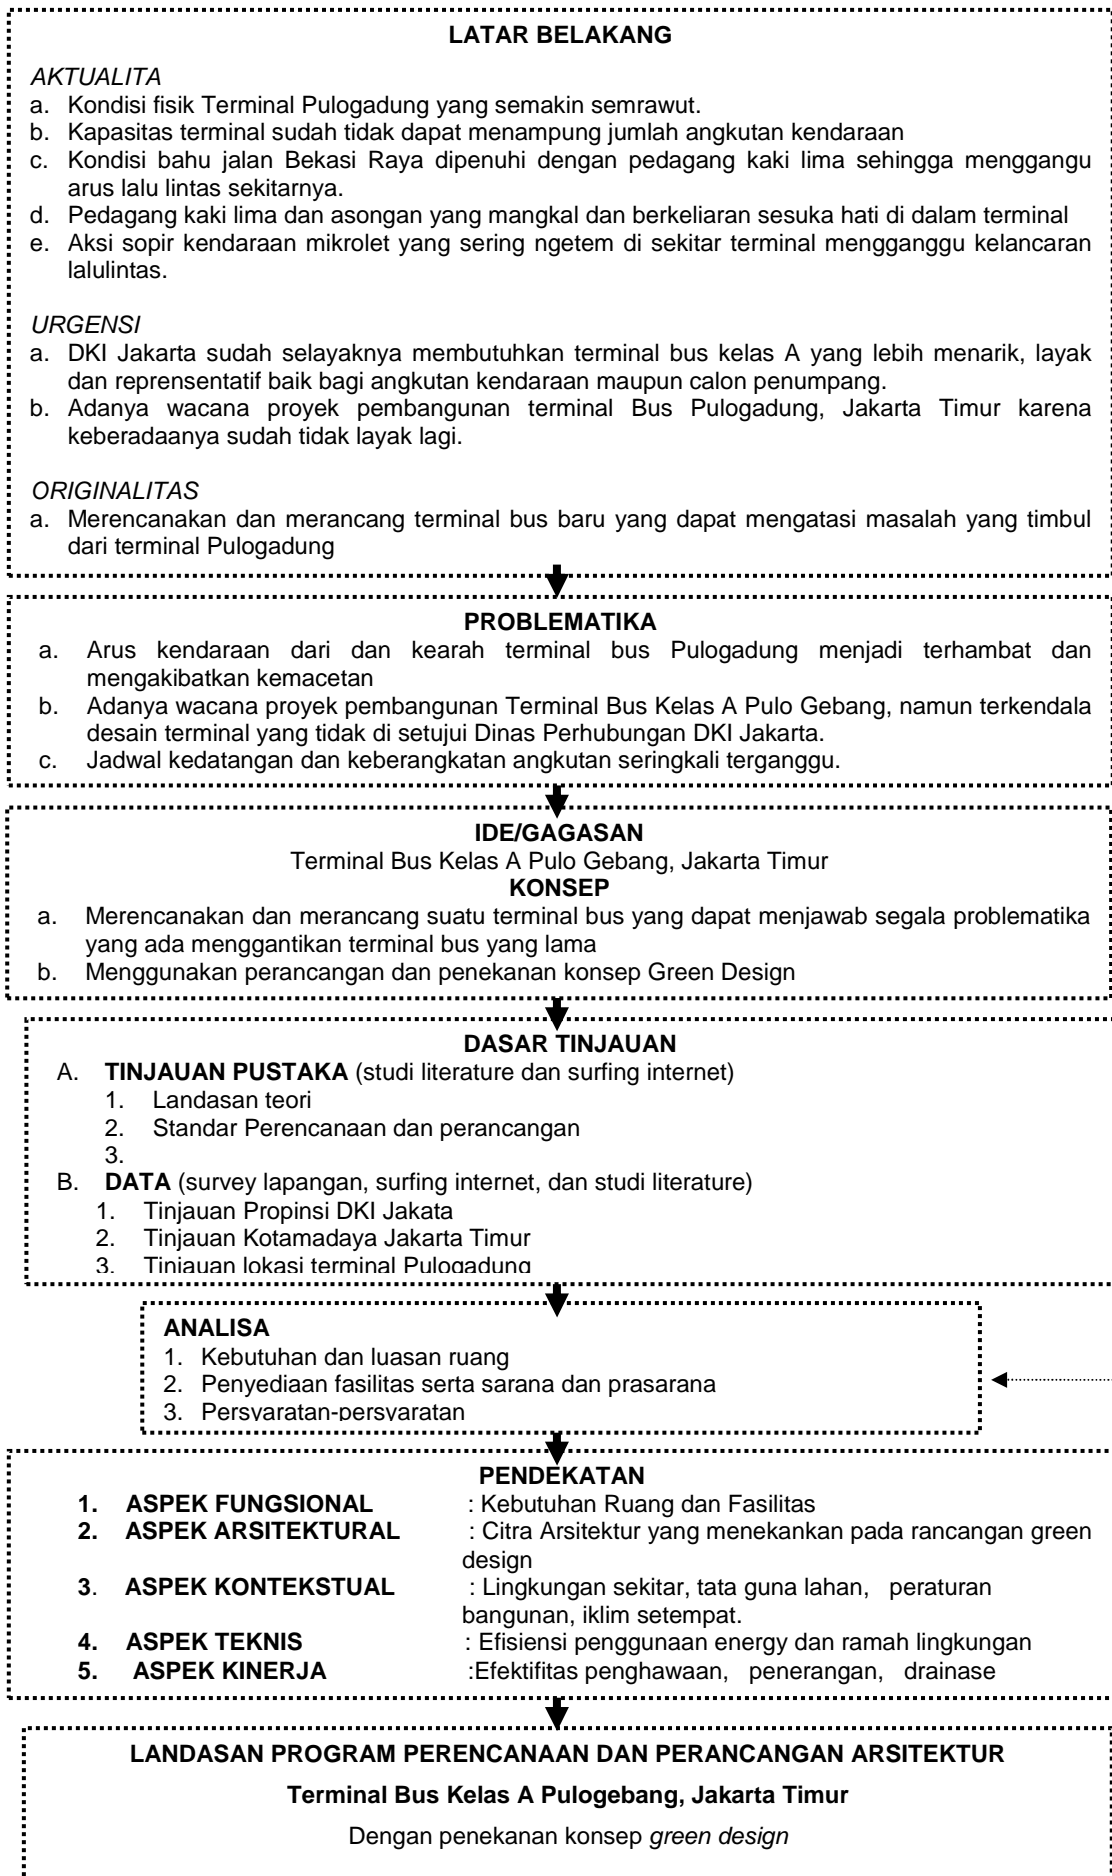 LATAR BELAKANG
AKTUALITA
a. Kondisi fisik Terminal Pulogadung yang semakin semrawut.
b. Kapasitas terminal sudah tidak dapat menampung jumlah angkutan kendaraan
c. Kondisi bahu jalan Bekasi Raya dipenuhi dengan pedagang kaki lima sehingga menggangu
arus lalu lintas sekitarnya.
d. Pedagang kaki lima dan asongan yang mangkal dan berkeliaran sesuka hati di dalam terminal
e. Aksi sopir kendaraan mikrolet yang sering ngetem di sekitar terminal mengganggu kelancaran
lalulintas.
URGENSI
a. DKI Jakarta sudah selayaknya membutuhkan terminal bus kelas A yang lebih menarik, layak
dan reprensentatif baik bagi angkutan kendaraan maupun calon penumpang.
b. Adanya wacana proyek pembangunan terminal Bus Pulogadung, Jakarta Timur karena
keberadaanya sudah tidak layak lagi.
ORIGINALITAS
a. Merencanakan dan merancang terminal bus baru yang dapat mengatasi masalah yang timbul
dari terminal Pulogadung
PROBLEMATIKA
a. Arus kendaraan dari dan kearah terminal bus Pulogadung menjadi terhambat dan
mengakibatkan kemacetan
b. Adanya wacana proyek pembangunan Terminal Bus Kelas A Pulo Gebang, namun terkendala
desain terminal yang tidak di setujui Dinas Perhubungan DKI Jakarta.
c. Jadwal kedatangan dan keberangkatan angkutan seringkali terganggu.
IDE/GAGASAN
Terminal Bus Kelas A Pulo Gebang, Jakarta Timur
KONSEP
a. Merencanakan dan merancang suatu terminal bus yang dapat menjawab segala problematika
yang ada menggantikan terminal bus yang lama
b. Menggunakan perancangan dan penekanan konsep Green Design
DASAR TINJAUAN
A. TINJAUAN PUSTAKA (studi literature dan surfing internet)
1. Landasan teori
2. Standar Perencanaan dan perancangan
3.
B. DATA (survey lapangan, surfing internet, dan studi literature)
1. Tinjauan Propinsi DKI Jakata
2. Tinjauan Kotamadaya Jakarta Timur
3. Tinjauan lokasi terminal Pulogadung
ANALISA
1. Kebutuhan dan luasan ruang
2. Penyediaan fasilitas serta sarana dan prasarana
3. Persyaratan-persyaratan
PENDEKATAN
1. ASPEK FUNGSIONAL : Kebutuhan Ruang dan Fasilitas
2. ASPEK ARSITEKTURAL : Citra Arsitektur yang menekankan pada rancangan green
design
3. ASPEK KONTEKSTUAL : Lingkungan sekitar, tata guna lahan, peraturan
bangunan, iklim setempat.
4. ASPEK TEKNIS : Efisiensi penggunaan energy dan ramah lingkungan
5. ASPEK KINERJA :Efektifitas penghawaan, penerangan, drainase
LANDASAN PROGRAM PERENCANAAN DAN PERANCANGAN ARSITEKTUR
Terminal Bus Kelas A Pulogebang, Jakarta Timur
Dengan penekanan konsep green design